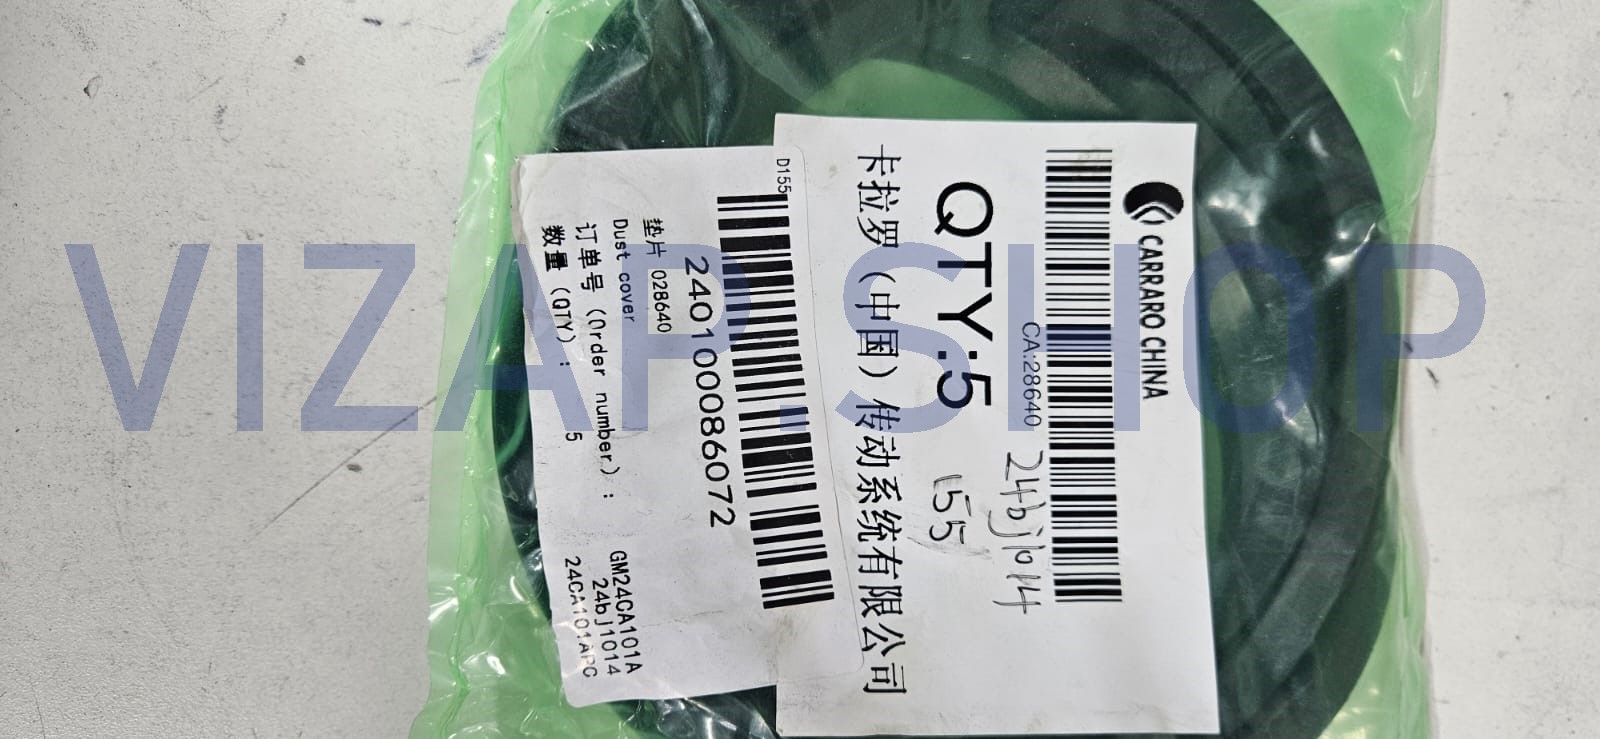 CARRARO CHINA
CA:28640 24bj1014
QTY:5 155
卡拉罗（中国）传动系统有限公司
D155
2401000086072
垫片 028640
Dust cover GM24CA101A
订单号（Order number.）: 24bJ1014
数量（QTY）: 5 24CA101APC
VIZAP.SHOP